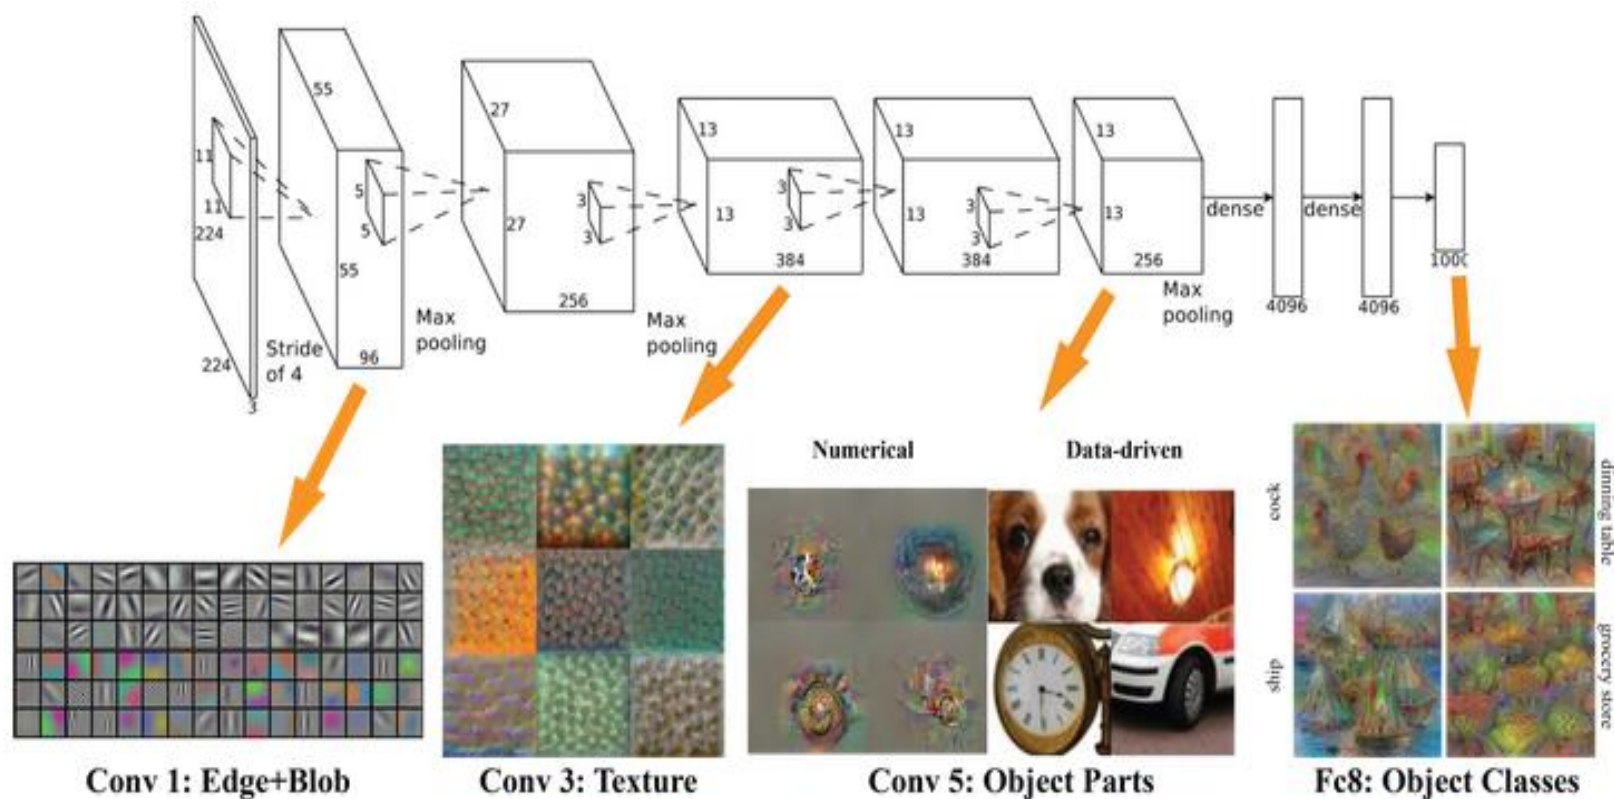 55
27
13
13
13
11
5
3
3
3
11
5
3
3
3
224
55
27
13
13
13
dense
dense
384
384
256
1000
256
4096
4096
Max
pooling
Max
pooling
Max
pooling
Stride
of 4
96
224
3
Numerical
Data-driven
cock
dinning table
ship
grocery store
Conv 1: Edge+Blob
Conv 3: Texture
Conv 5: Object Parts
Fc8: Object Classes